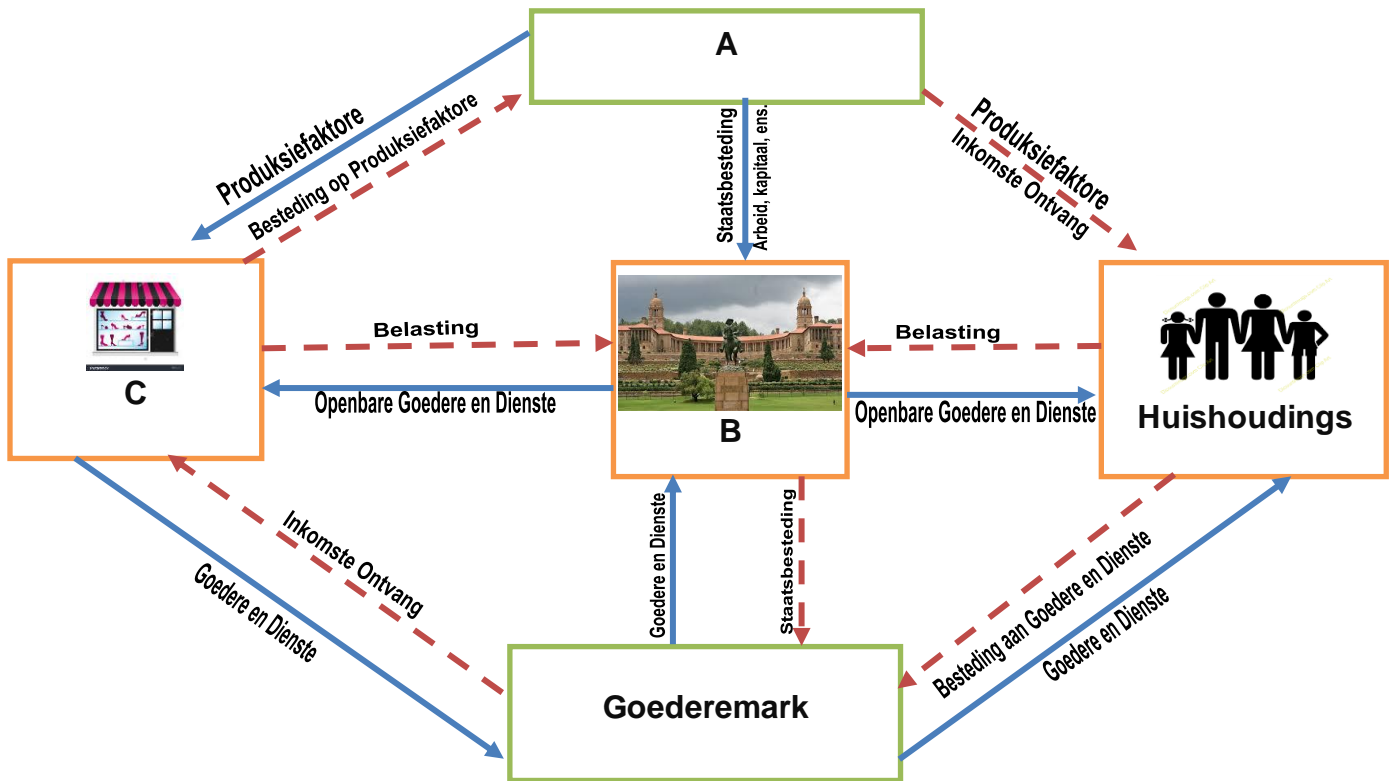 A
Produksiefaktore
Besteding op Produksiefaktore
Staatsbesteding
Arbeid, kapitaal, ens.
Produksiefaktore
Inkomste Ontvang
C
Belasting
Openbare Goedere en Dienste
B
Belasting
Openbare Goedere en Dienste
Huishoudings
Inkomste Ontvang
Goedere en Dienste
Goedere en Dienste
Staatsbesteding
Besteding aan Goedere en Dienste
Goedere en Dienste
Goederemark